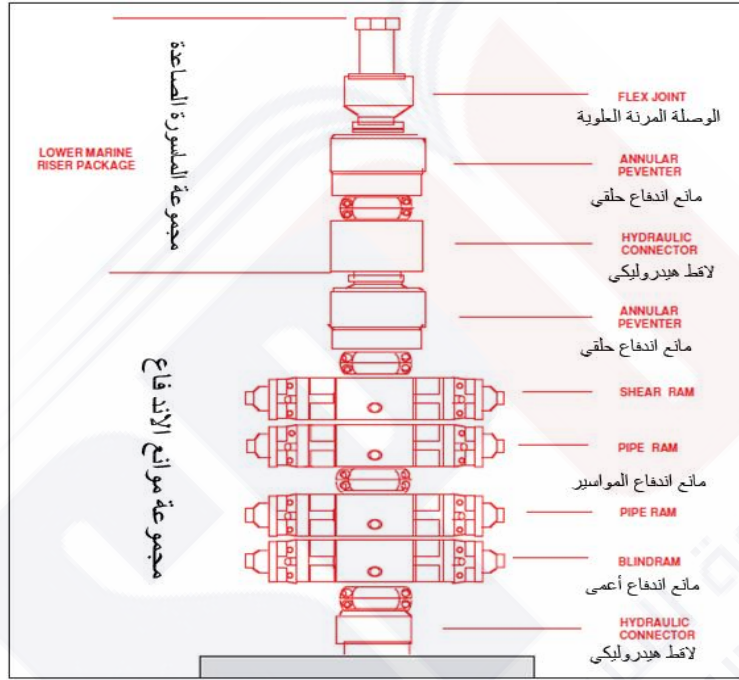 مجموعة الماسورة الصاعدة
LOWER MARINE
RISER PACKAGE
FLEX JOINT
الوصلة المرنة العلوية
ANNULAR
PEVENTER
مانع اندفاع حلقي
HYDRAULIC
CONNECTOR
لاقط هيدروليكي
ANNULAR
PEVENTER
مانع اندفاع حلقي
مجموعة موانع الاندفاع
SHEAR RAM
PIPE RAM
مانع اندفاع المواسير
PIPE RAM
BLINDRAM
مانع اندفاع أعمى
HYDRAULIC
CONNECTOR
لاقط هيدروليكي